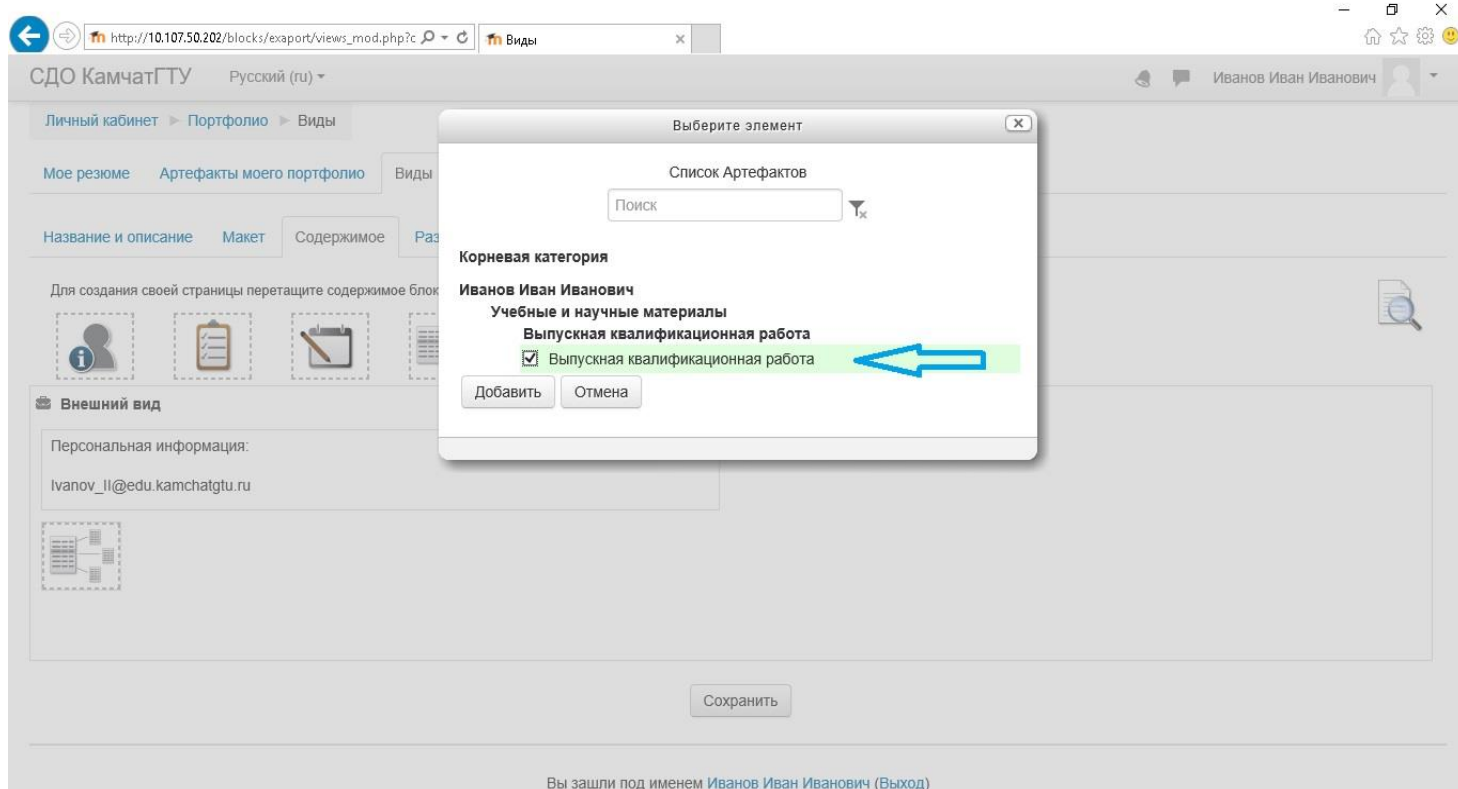 http://10.107.50.202/blocks/exaport/views_mod.php?c
Виды
СДО КамчатГТУ Русский (ru)
Иванов Иван Иванович
Личный кабинет Портфолио Виды
Мое резюме Артефакты моего портфолио Виды
Название и описание Макет Содержимое Раз
Для создания своей страницы перетащите содержимое блок
Выберите элемент
Список Артефактов
Поиск
Корневая категория
Иванов Иван Иванович
Учебные и научные материалы
Выпускная квалификационная работа
Выпускная квалификационная работа
Добавить Отмена
Внешний вид
Персональная информация:
Ivanov_II@edu.kamchatgtu.ru
Сохранить
Вы зашли под именем Иванов Иван Иванович (Выход)